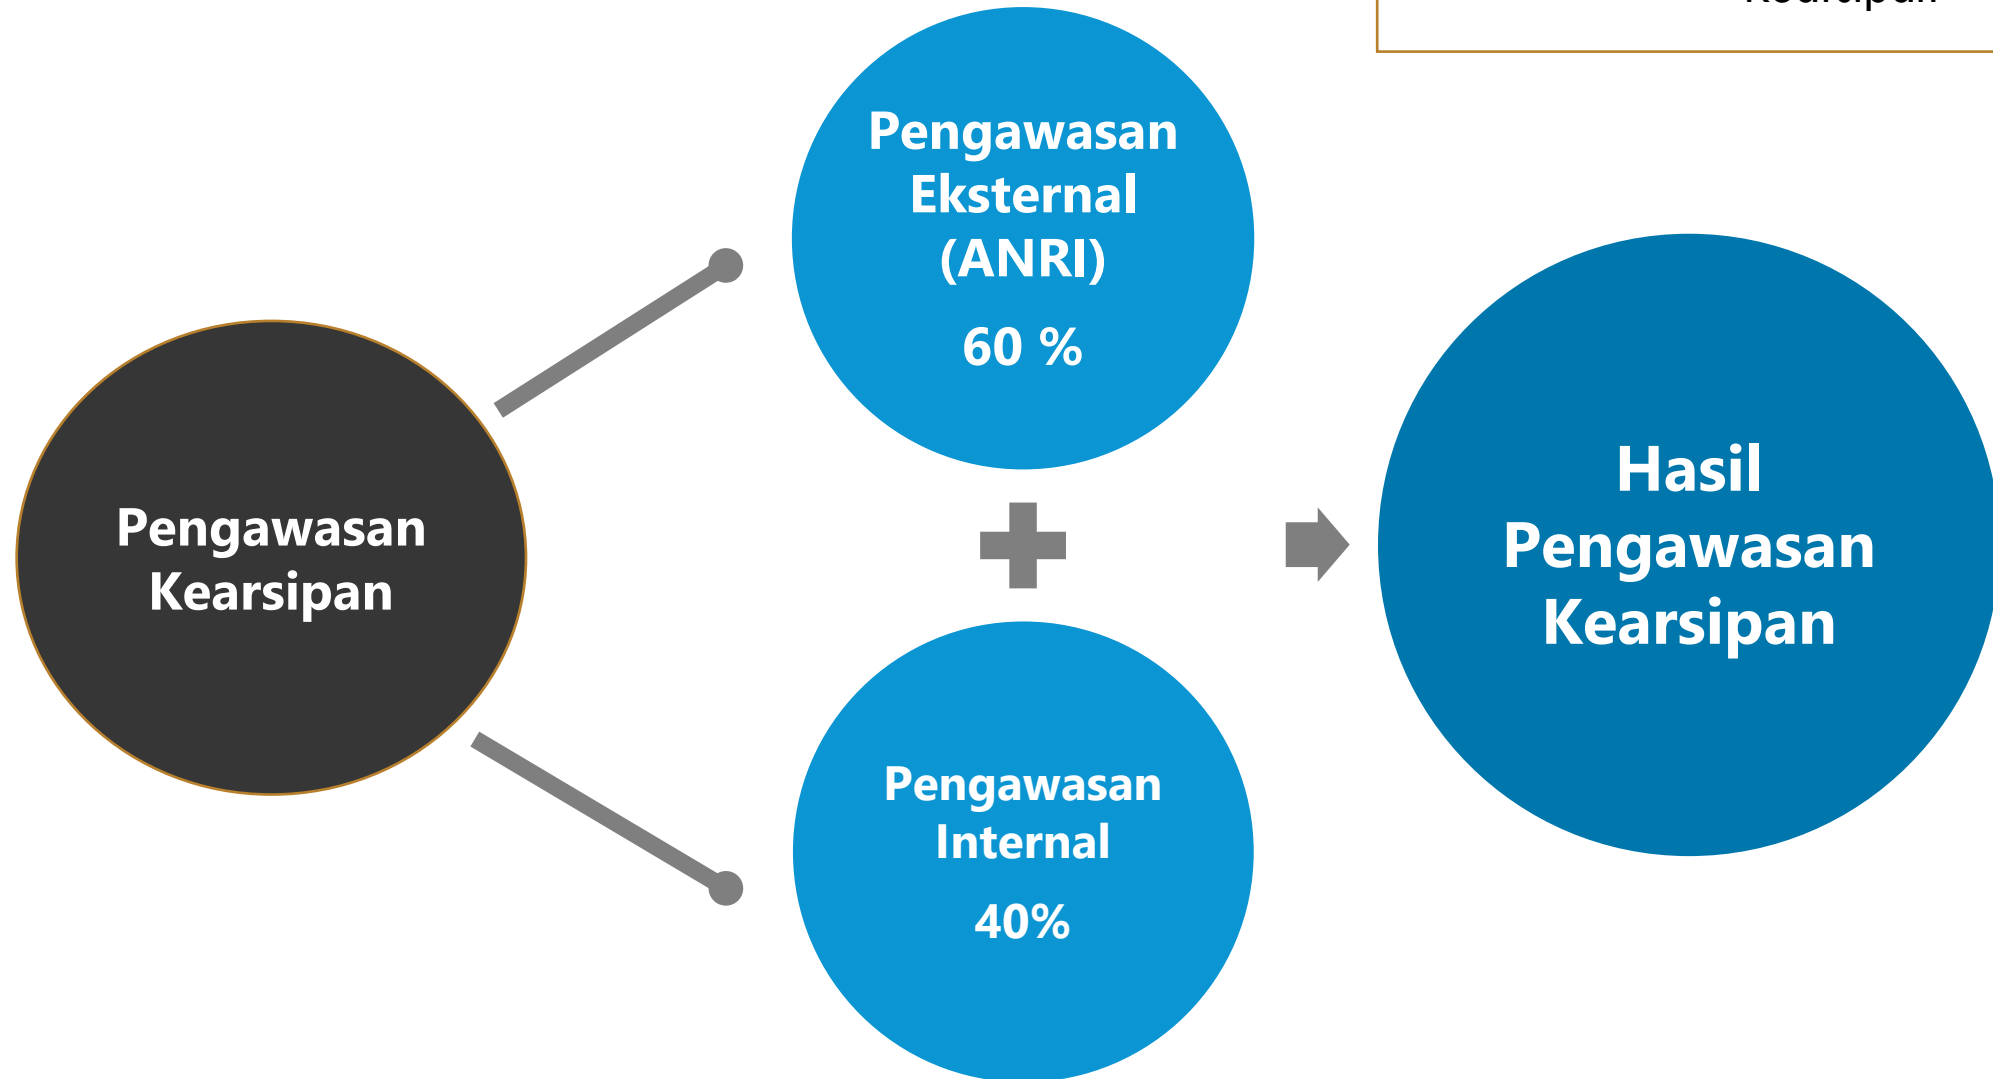 Pengawasan
Kearsipan
Pengawasan
Eksternal
(ANRI)
60 %
Pengawasan
Internal
40%
Hasil
Pengawasan
Kearsipan